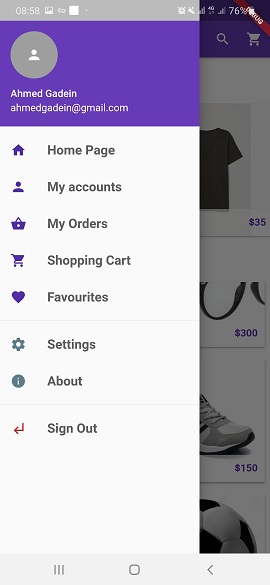 08:58
4G
76%
DEBUG
Ahmed Gadein
ahmedgadein@gmail.com
Home Page
My accounts
$35
My Orders
Shopping Cart
Favourites
$300
Settings
About
Sign Out
$150